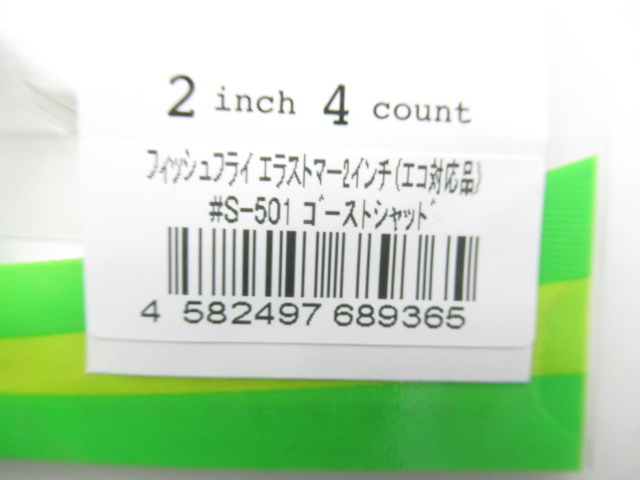 2 inch 4 count
フィッシュフライ エラストマー2インチ(エコ対応品)
#S-501 ゴーストシャッド
4 582497 689365